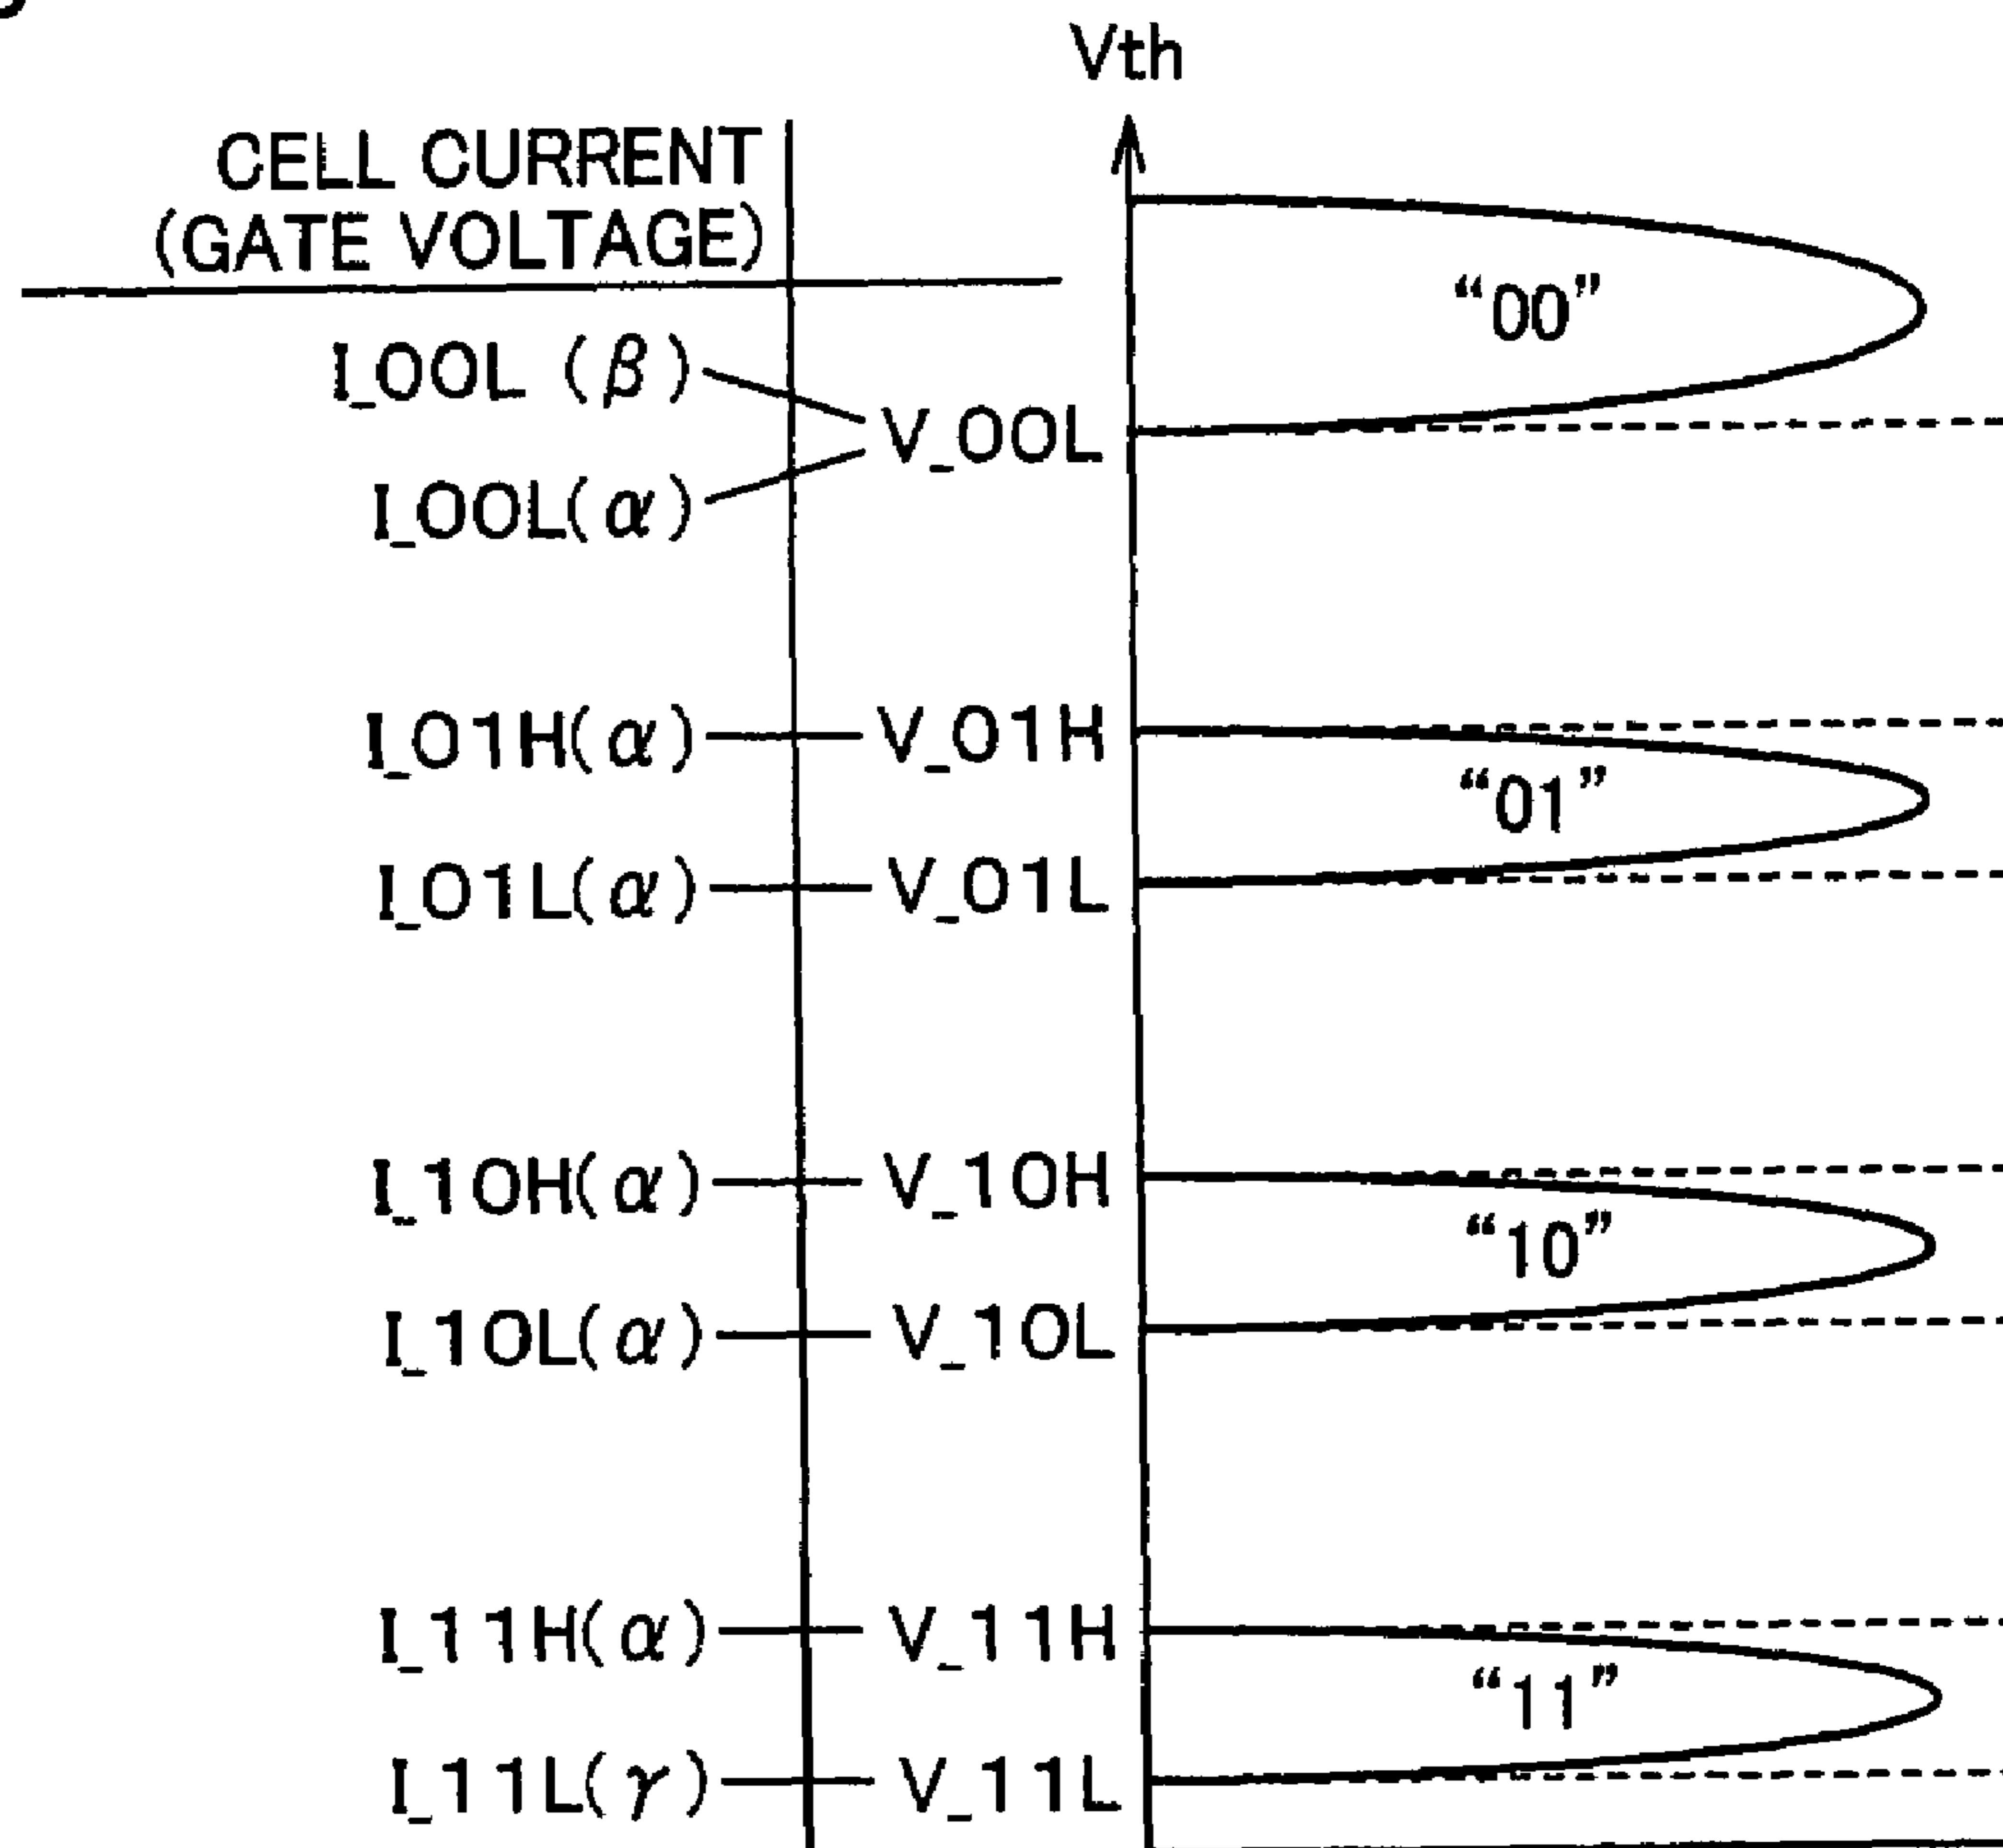 Vth
CELL CURRENT
(GATE VOLTAGE)
“00”
I_00L (β)
V_00L
I_00L(α)
I_01H(α) V_01H
“01”
I_01L(α) V_01L
I_10H(α) V_10H
“10”
I_10L(α) V_10L
I_11H(α) V_11H
“11”
I_11L(γ) V_11L